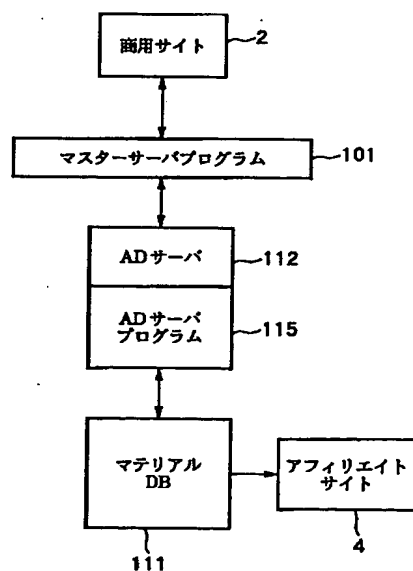 商用サイト
2
マスターサーバプログラム
101
ADサーバ
112
ADサーバ
プログラム
115
マテリアル
DB
111
アフィリエイト
サイト
4